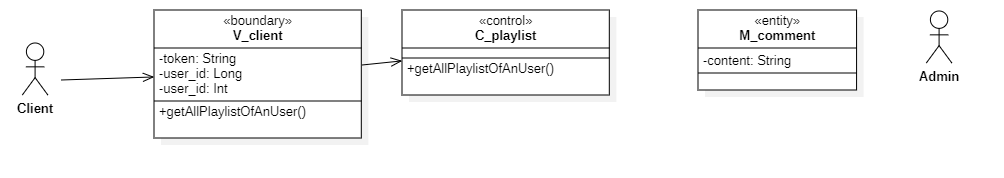 «boundary»
V_client
-token: String
-user_id: Long
-user_id: Int
+getAllPlaylistOfAnUser()
«control»
C_playlist
+getAllPlaylistOfAnUser()
«entity»
M_comment
-content: String
Client
Admin